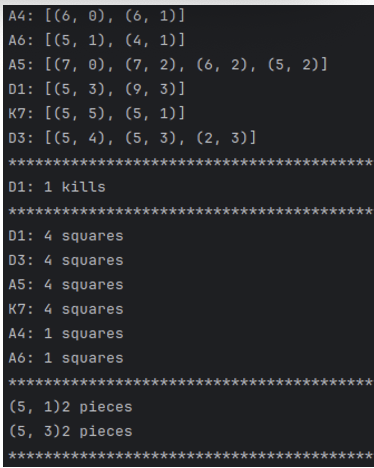 A4: [(6, 0), (6, 1)]
A6: [(5, 1), (4, 1)]
A5: [(7, 0), (7, 2), (6, 2), (5, 2)]
D1: [(5, 3), (9, 3)]
K7: [(5, 5), (5, 1)]
D3: [(5, 4), (5, 3), (2, 3)]
*****************************************
D1: 1 kills
*****************************************
D1: 4 squares
D3: 4 squares
A5: 4 squares
K7: 4 squares
A4: 1 squares
A6: 1 squares
*****************************************
(5, 1)2 pieces
(5, 3)2 pieces
*****************************************